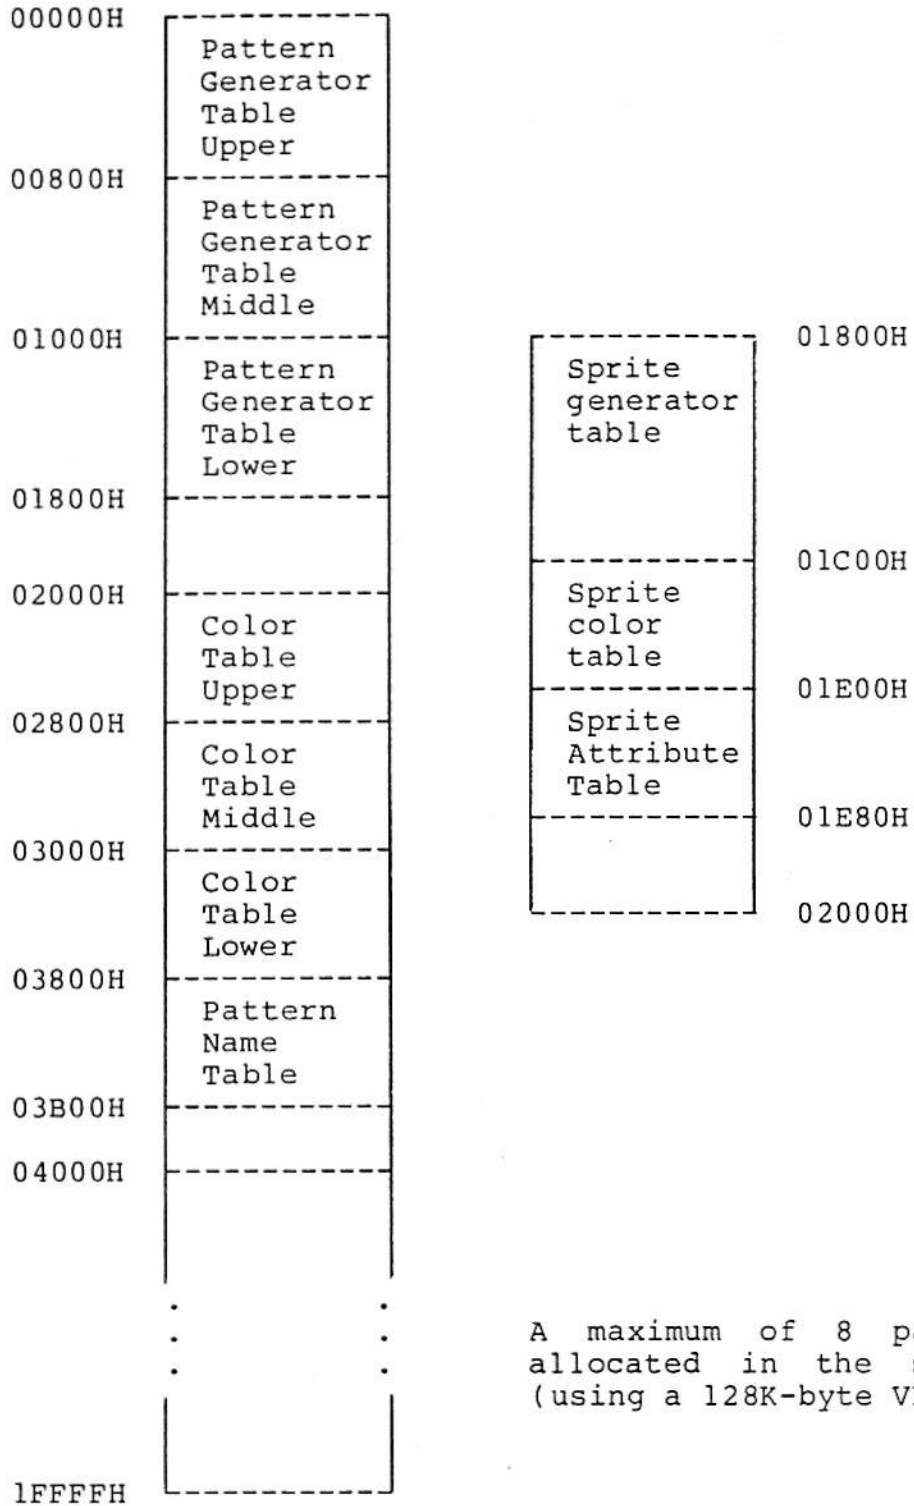 00000H
Pattern
Generator
Table
Upper
00800H
Pattern
Generator
Table
Middle
01000H
Pattern
Generator
Table
Lower
01800H
02000H
Color
Table
Upper
02800H
Color
Table
Middle
03000H
Color
Table
Lower
03800H
Pattern
Name
Table
03B00H
04000H
1FFFFH
01800H
Sprite
generator
table
01C00H
Sprite
color
table
01E00H
Sprite
Attribute
Table
01E80H
02000H
A maximum of 8
allocated in the
(using a 128K-byte